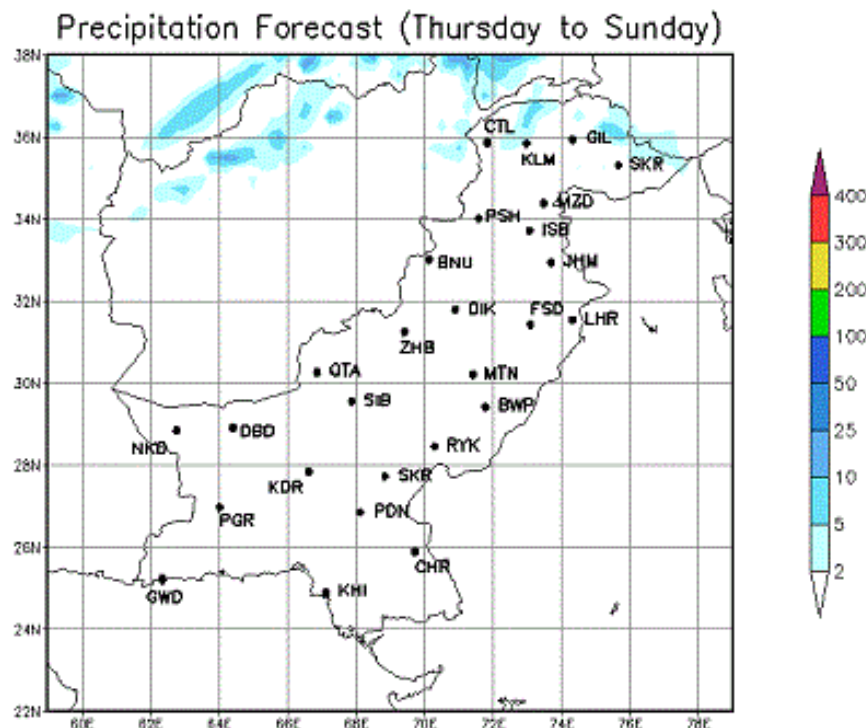 Precipitation Forecast (Thursday to Sunday)
38N
36N
34N
32N
30N
28N
26N
24N
22N
CTL
GIL
KLM
SKR
MZD
PSH
ISB
BNU
JHM
DIK
FSD
LHR
ZHB
QTA
MTN
SIB
BWP
NKD
DBD
RYK
KDR
SKR
PGR
PDN
CHR
GWD
KHI
60E
62E
64E
66E
68E
70E
72E
74E
76E
78E
400
300
200
100
50
25
10
5
2